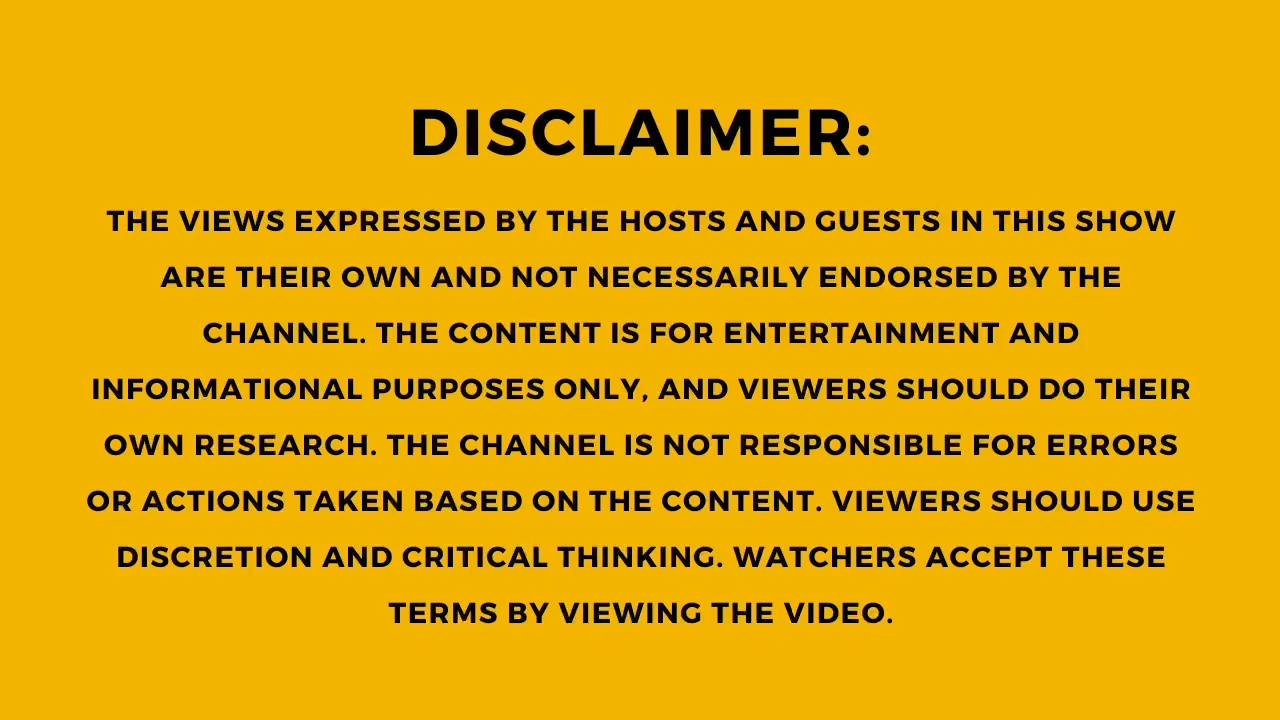 DISCLAIMER:
THE VIEWS EXPRESSED BY THE HOSTS AND GUESTS IN THIS SHOW
ARE THEIR OWN AND NOT NECESSARILY ENDORSED BY THE
CHANNEL. THE CONTENT IS FOR ENTERTAINMENT AND
INFORMATIONAL PURPOSES ONLY, AND VIEWERS SHOULD DO THEIR
OWN RESEARCH. THE CHANNEL IS NOT RESPONSIBLE FOR ERRORS
OR ACTIONS TAKEN BASED ON THE CONTENT. VIEWERS SHOULD USE
DISCRETION AND CRITICAL THINKING. WATCHERS ACCEPT THESE
TERMS BY VIEWING THE VIDEO.